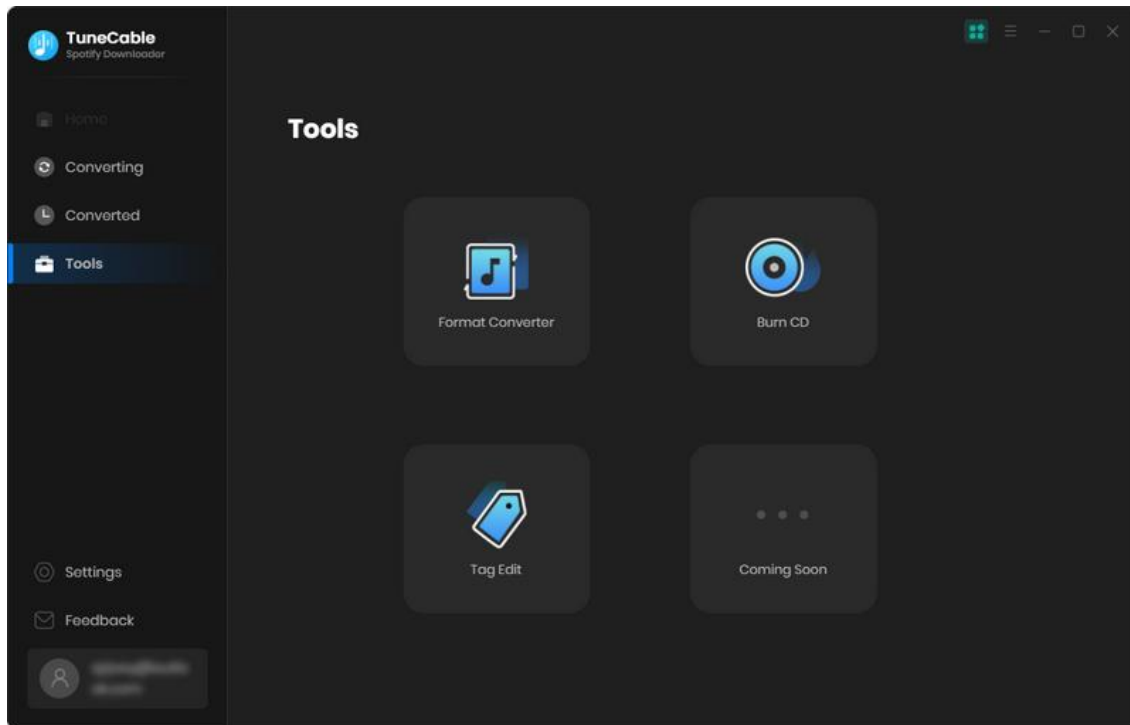 TuneCable
Spotify Downloader
Home
Converting
Converted
Tools
Settings
Feedback
Tools
Format Converter
Burn CD
Tag Edit
Coming Soon